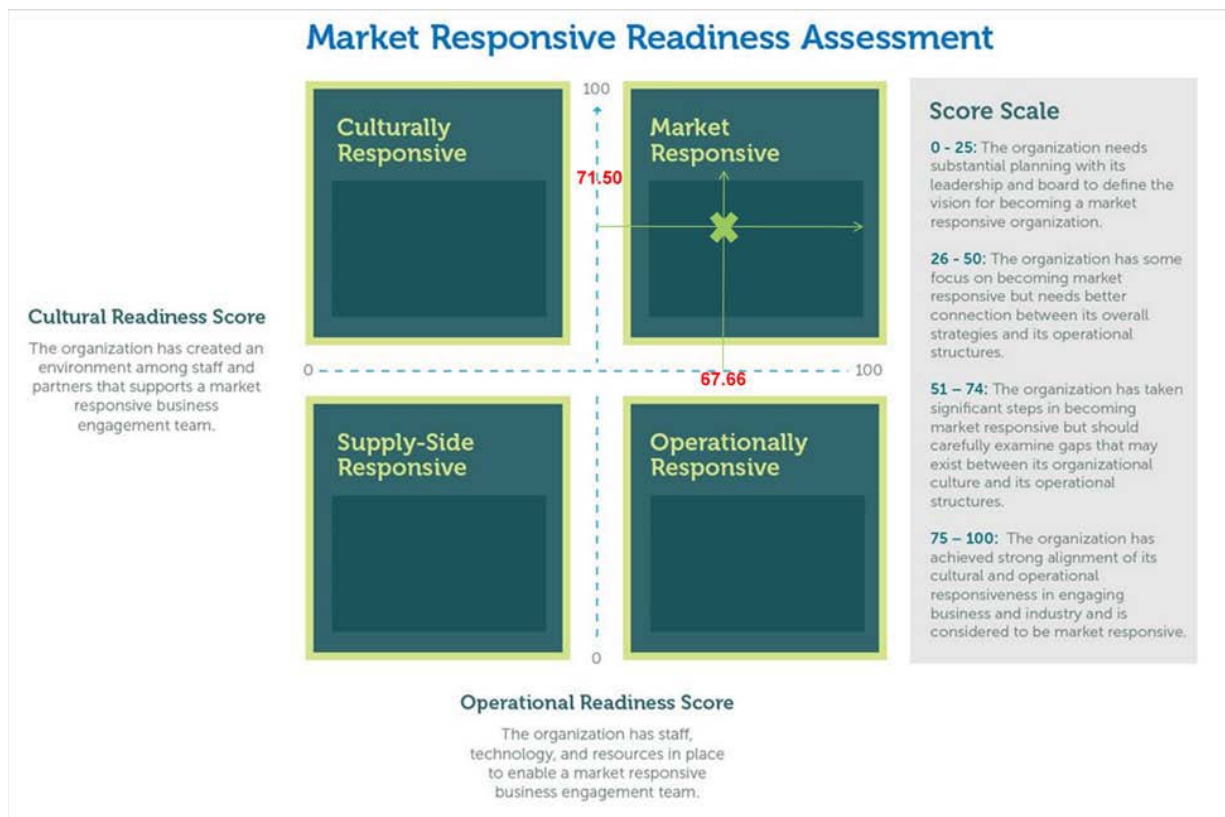 Market Responsive Readiness Assessment
100
Culturally
Responsive
Market
Responsive
71.50
Cultural Readiness Score
The organization has created an
environment among staff and
partners that supports a market
responsive business
engagement team.
0
100
67.66
Supply-Side
Responsive
Operationally
Responsive
0
Operational Readiness Score
The organization has staff,
technology, and resources in place
to enable a market responsive
business engagement team.
Score Scale
0 - 25: The organization needs
substantial planning with its
leadership and board to define the
vision for becoming a market
responsive organization.
26 - 50: The organization has some
focus on becoming market
responsive but needs better
connection between its overall
strategies and its operational
structures.
51 – 74: The organization has taken
significant steps in becoming
market responsive but should
carefully examine gaps that may
exist between its organizational
culture and its operational
structures.
75 – 100: The organization has
achieved strong alignment of its
cultural and operational
responsiveness in engaging
business and industry and is
considered to be market responsive.